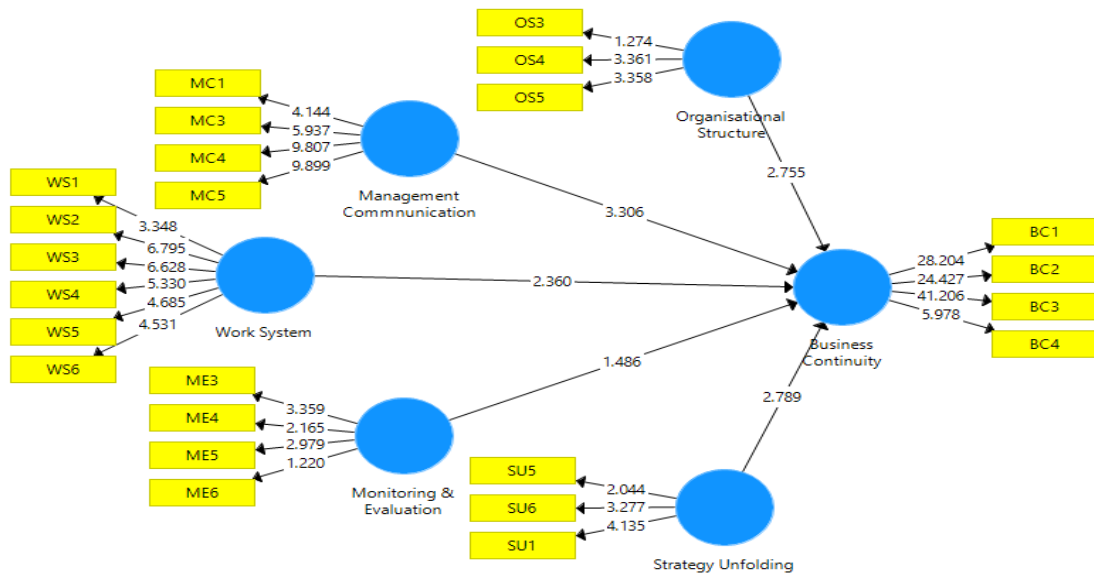 OS3
OS4
OS5
1.274
3.361
3.358
Organisational
Structure
2.755
MC1
MC3
MC4
MC5
4.144
5.937
9.807
9.899
Management
Commnunication
3.306
WS1
WS2
WS3
WS4
WS5
WS6
3.348
6.795
6.628
5.330
4.685
4.531
Work System
2.360
BC1
BC2
BC3
BC4
28.204
24.427
41.206
5.978
Business
Continuity
ME3
ME4
ME5
ME6
3.359
2.165
2.979
1.220
Monitoring &
Evaluation
1.486
SU5
SU6
SU1
2.044
3.277
4.135
Strategy Unfolding
2.789